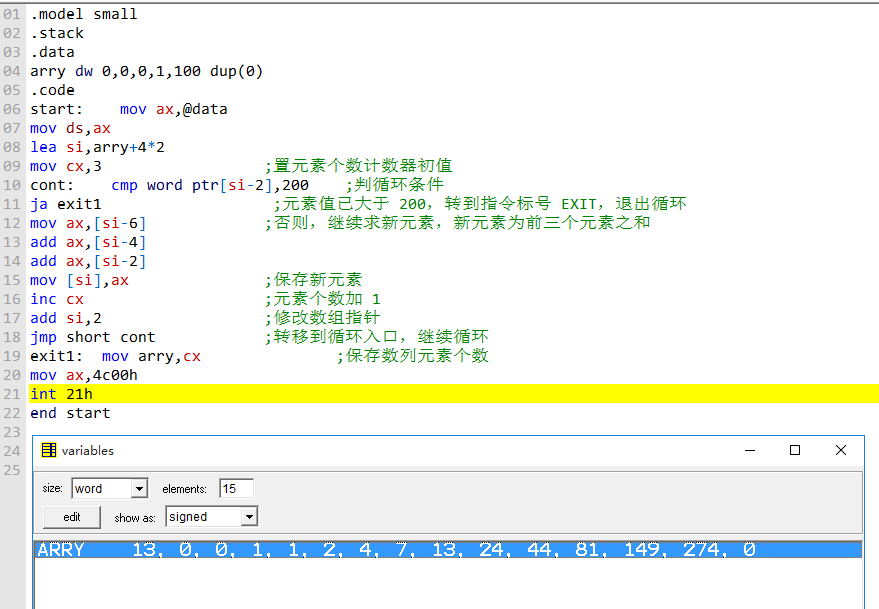 01 .model small
02 .stack
03 .data
04 arry dw 0,0,0,1,100 dup(0)
05 .code
06 start: mov ax,@data
07 mov ds,ax
08 lea si,arry+4*2
09 mov cx,3 ;置元素个数计数器初值
10 cont: cmp word ptr[si-2],200 ;判循环条件
11 ja exit1 ;元素值已大于 200，转到指令标号 EXIT，退出循环
12 mov ax,[si-6] ;否则，继续求新元素，新元素为前三个元素之和
13 add ax,[si-4]
14 add ax,[si-2]
15 mov [si],ax ;保存新元素
16 inc cx ;元素个数加 1
17 add si,2 ;修改数组指针
18 jmp short cont ;转移到循环入口，继续循环
19 exit1: mov arry,cx ;保存数列元素个数
20 mov ax,4c00h
21 int 21h
22 end start
23
24
25
variables
size: word elements: 15
edit show as: signed
ARRY 13, 0, 0, 1, 1, 2, 4, 7, 13, 24, 44, 81, 149, 274, 0